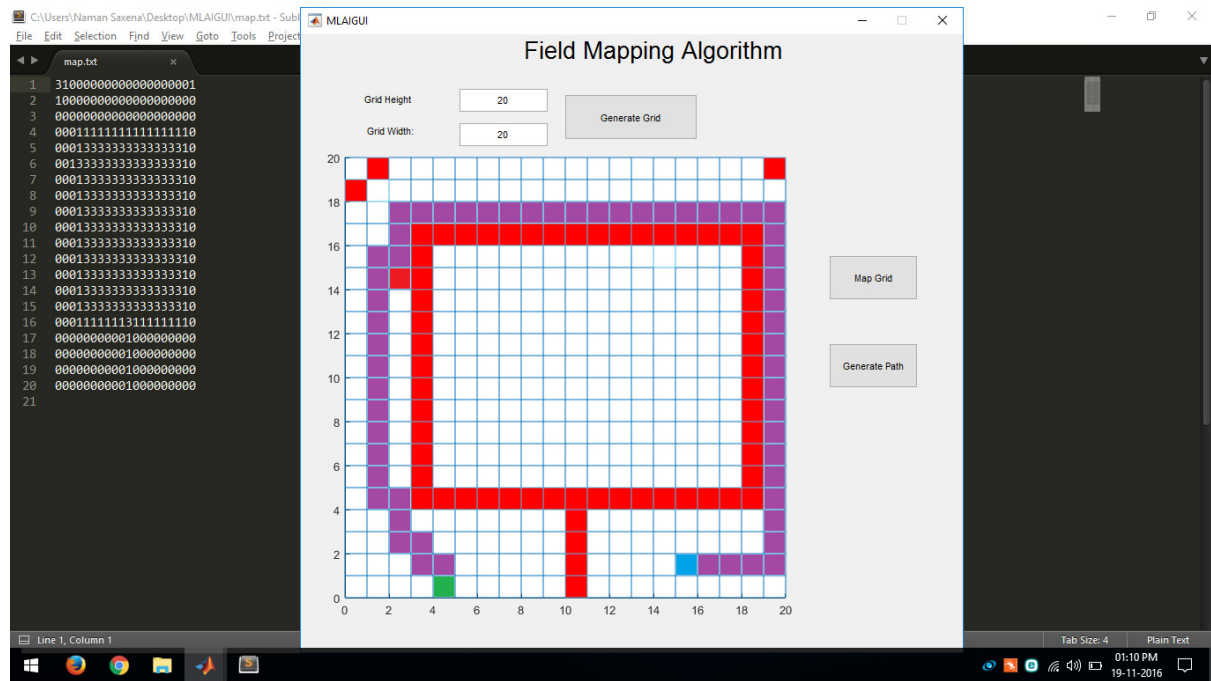 C:\Users\Naman Saxena\Desktop\MLAIGUI\map.txt - Subl
File Edit Selection Find View Goto Tools Project
map.txt ×
1 31000000000000000001
2 10000000000000000000
3 00000000000000000000
4 00011111111111111110
5 00013333333333333310
6 00133333333333333310
7 00013333333333333310
8 00013333333333333310
9 00013333333333333310
10 00013333333333333310
11 00013333333333333310
12 00013333333333333310
13 00013333333333333310
14 00013333333333333310
15 00013333333333333310
16 00011111113111111110
17 00000000001000000000
18 00000000001000000000
19 00000000001000000000
20 00000000001000000000
21
MLAIGUI
Field Mapping Algorithm
Grid Height 20
Grid Width: 20
Generate Grid
20
18
16
14
12
10
8
6
4
2
0
0 2 4 6 8 10 12 14 16 18 20
Map Grid
Generate Path
Line 1, Column 1
Tab Size: 4 Plain Text
01:10 PM
19-11-2016